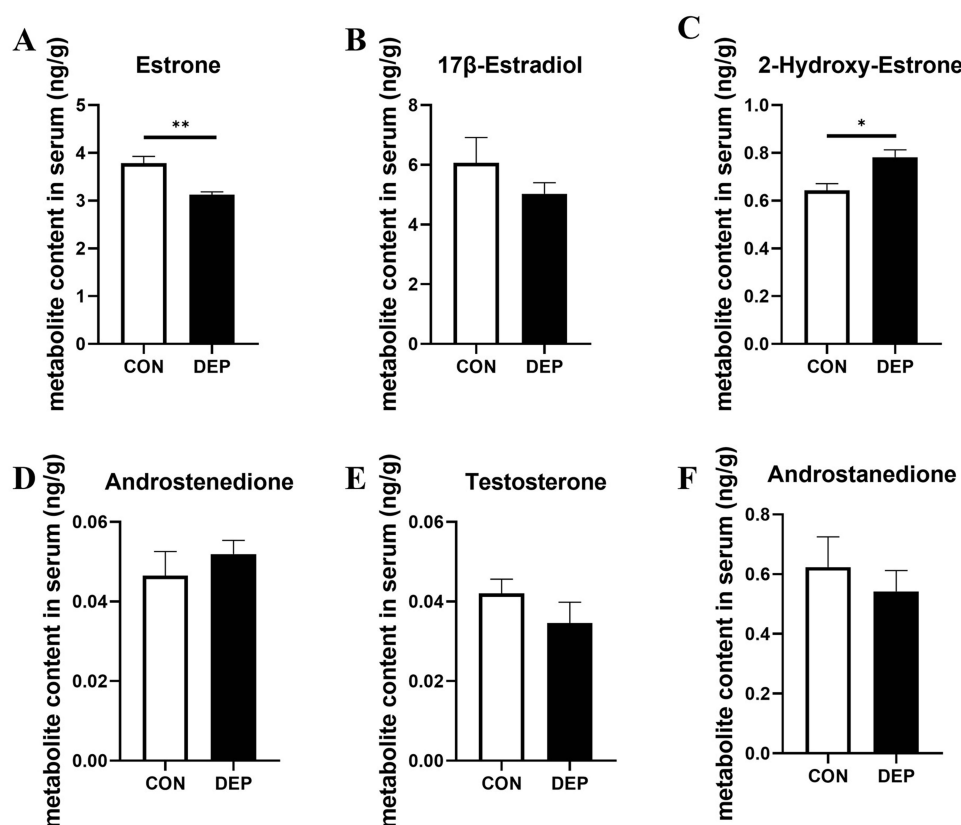 A
Estrone
metabolite content in serum (ng/g)
5
4
3
2
1
0
**
CON DEP
B
17β-Estradiol
metabolite content in serum (ng/g)
8
6
4
2
0
CON DEP
C
2-Hydroxy-Estrone
metabolite content in serum (ng/g)
1.0
0.8
0.6
0.4
0.2
0.0
*
CON DEP
D
Androstenedione
metabolite content in serum (ng/g)
0.06
0.04
0.02
0.00
CON DEP
E
Testosterone
metabolite content in serum (ng/g)
0.06
0.04
0.02
0.00
CON DEP
F
Androstanedione
metabolite content in serum (ng/g)
0.8
0.6
0.4
0.2
0.0
CON DEP